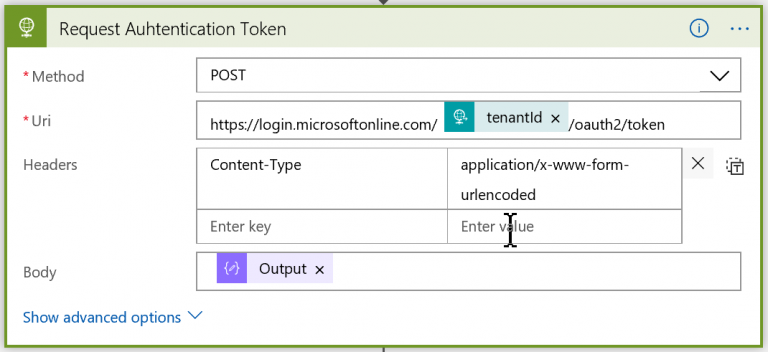 Request Auhtentication Token
* Method POST
* Uri https://login.microsoftonline.com/ tenantId × /oauth2/token
Headers Content-Type application/x-www-form-
urlencoded
Enter key Enter value
Body Output ×
Show advanced options